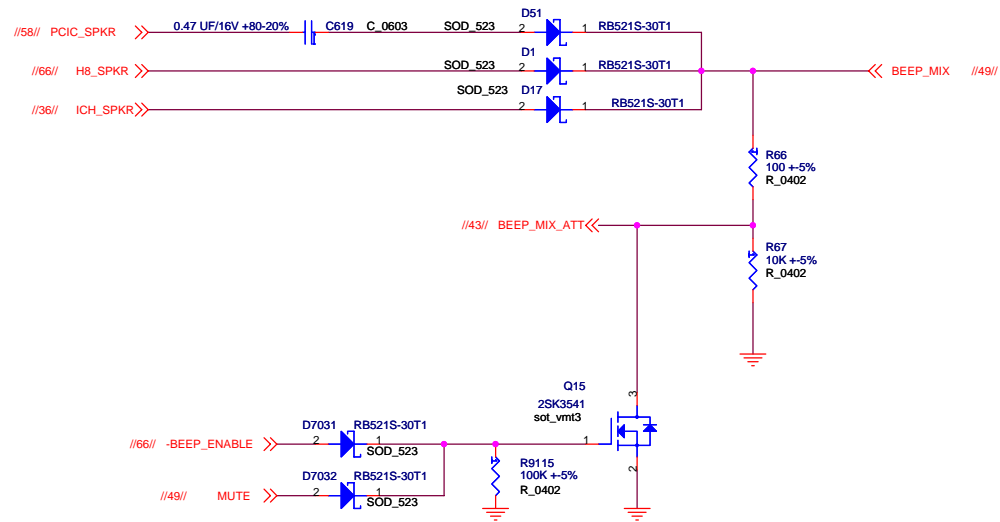 D51
//58// PCIC_SPKR 0.47 UF/16V +80-20% C619 C_0603 SOD_523 2 1 RB521S-30T1
D1
//66// H8_SPKR SOD_523 2 1 RB521S-30T1 BEEP_MIX //49//
SOD_523 D17
//36// ICH_SPKR 2 1 RB521S-30T1
R66
100 +-5%
R_0402
//43// BEEP_MIX_ATT
R67
10K +-5%
R_0402
Q15
2SK3541
sot_vmt3
3
D7031 RB521S-30T1
//66// -BEEP_ENABLE 2 1 1
SOD_523
R9115
100K +-5%
R_0402
2
D7032 RB521S-30T1
//49// MUTE 2 1
SOD_523